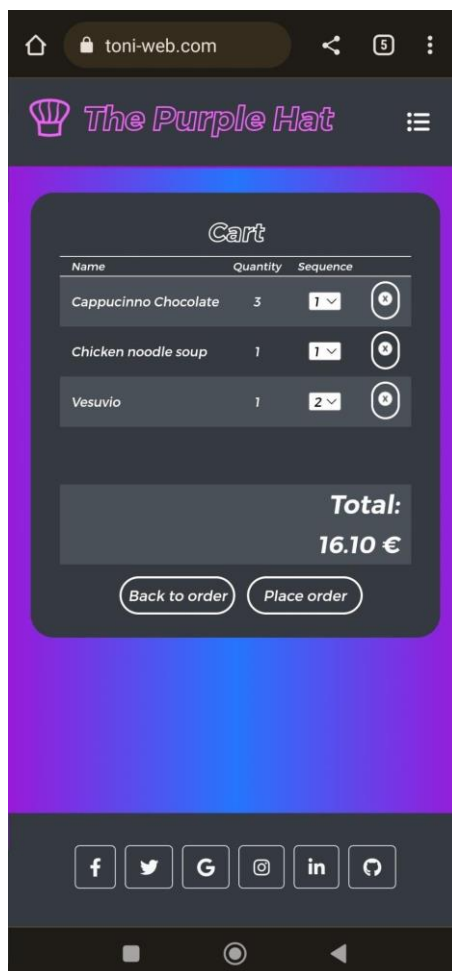 toni-web.com
5
The Purple Hat
Cart
Name Quantity Sequence
Cappucinno Chocolate 3 1 x
Chicken noodle soup 1 1 x
Vesuvio 1 2 x
Total:
16.10 €
Back to order Place order
f G in